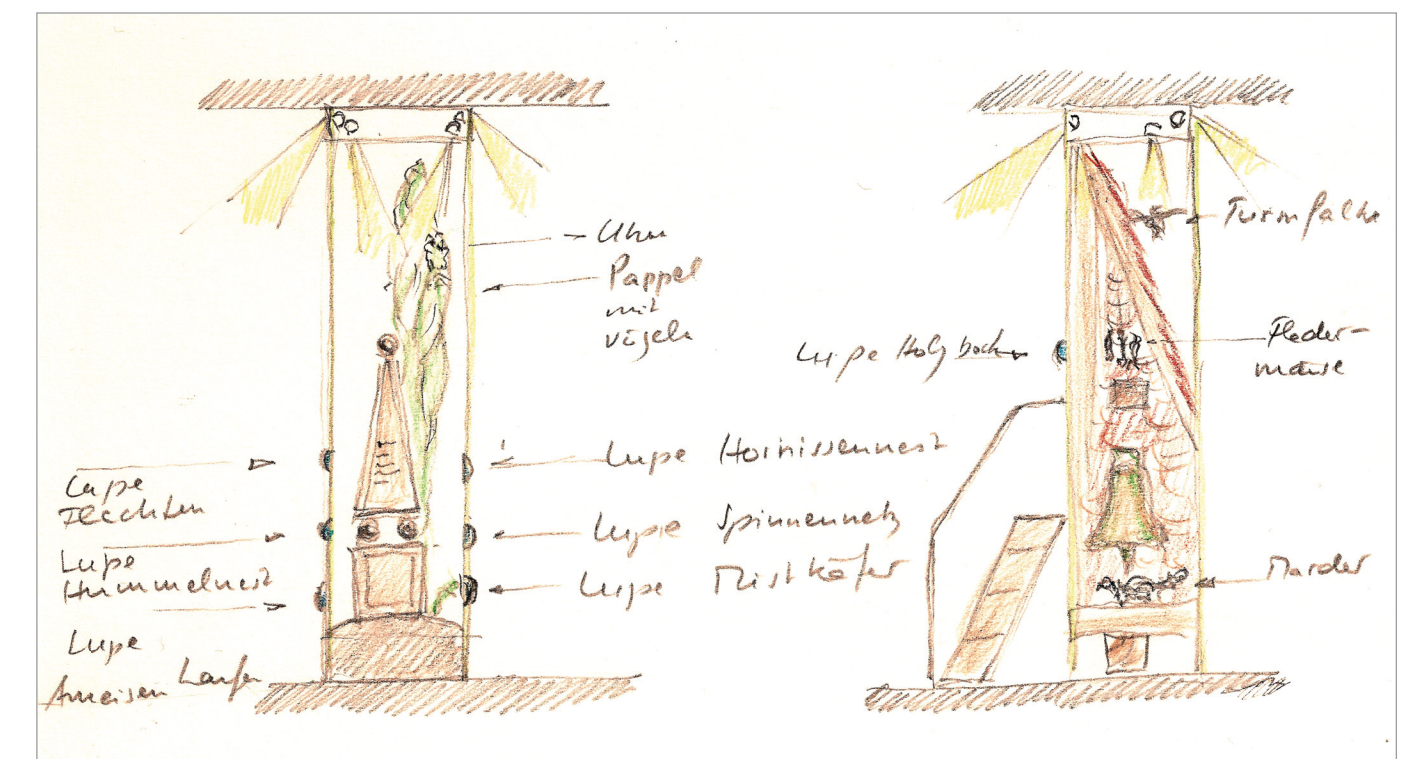 Uhu
Pappel
mit
Vögeln
Lupe Hornissennest
Lupe Spinnennetz
Lupe Mistkäfer
Lupe
Flechten
Lupe
Hummelnest
Lupe
Ameisen Haufen
Turmfalke
Lupe Holzbock
Fleder-
mäuse
Marder